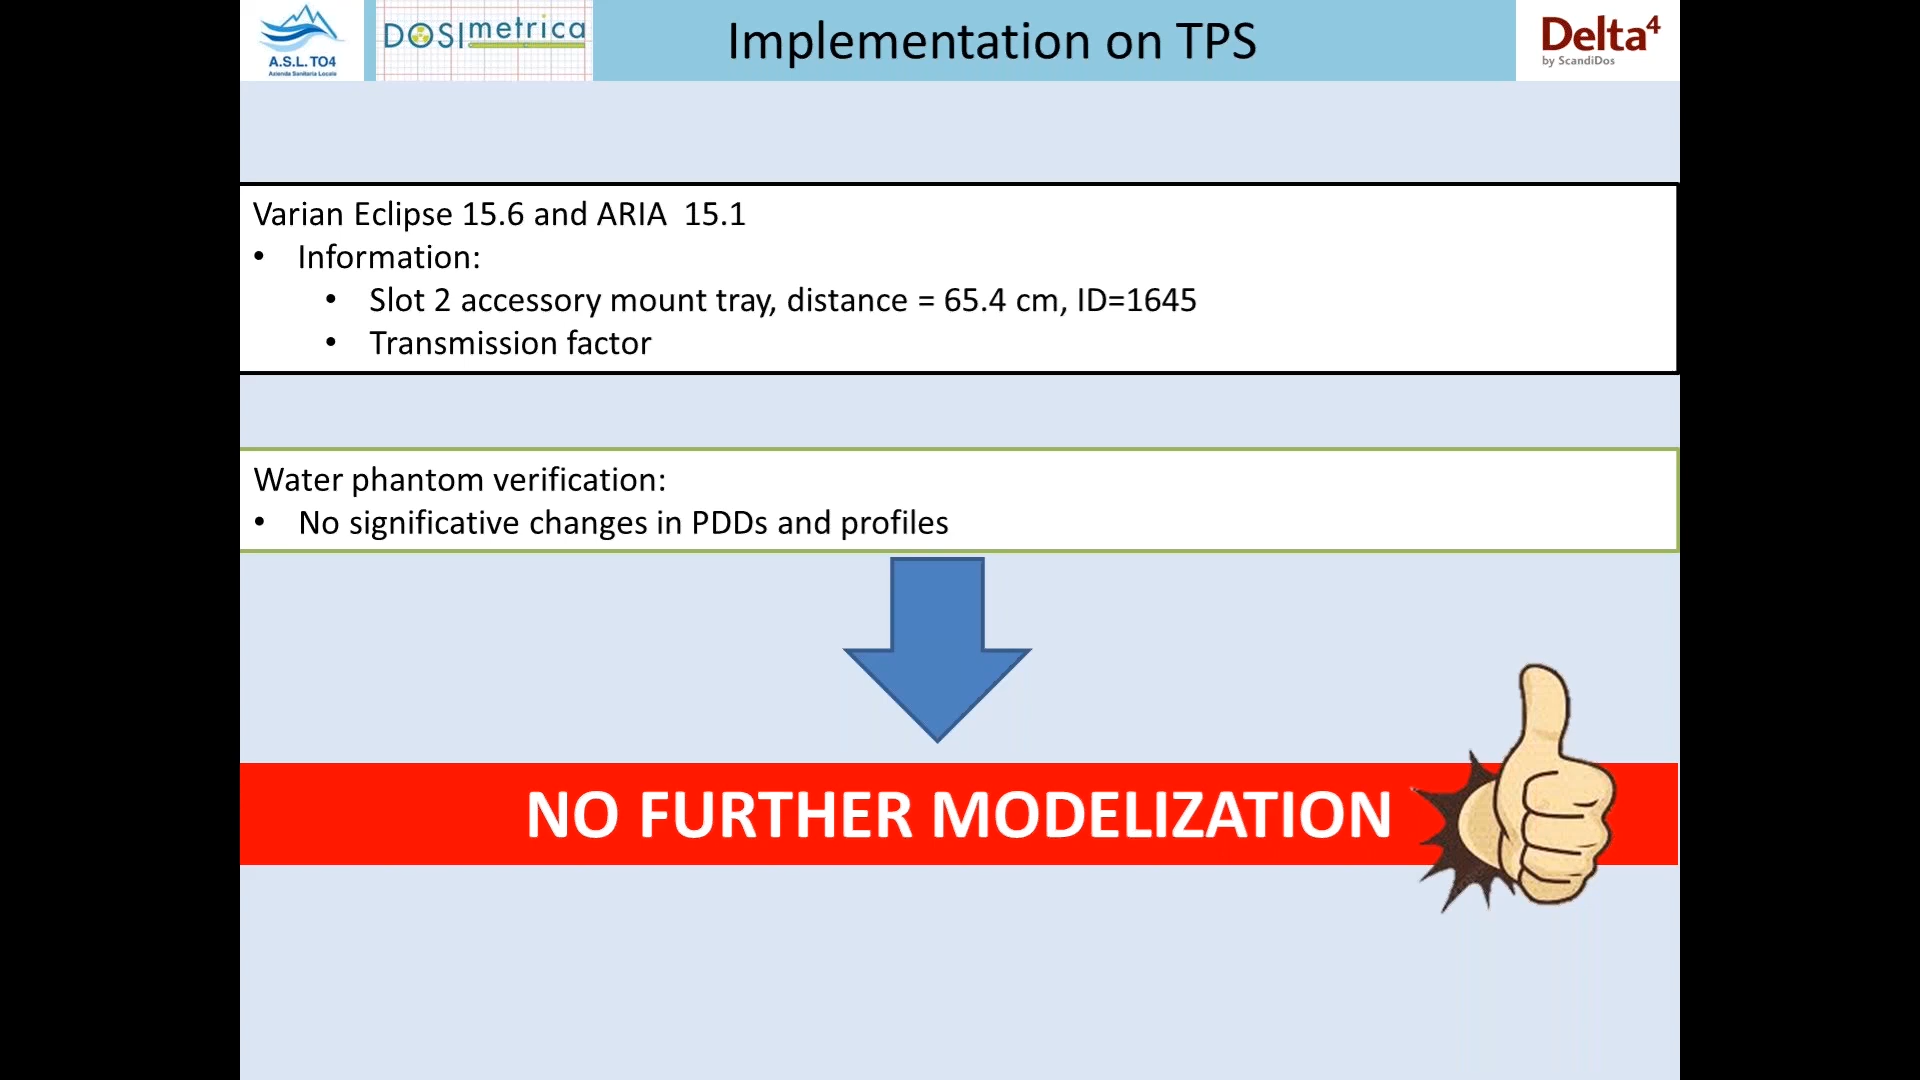 A.S.L. TO4
Azienda Sanitaria Locale
DOSImetrica
Implementation on TPS
Delta4
by ScandiDos
Varian Eclipse 15.6 and ARIA 15.1
• Information:
• Slot 2 accessory mount tray, distance = 65.4 cm, ID=1645
• Transmission factor
Water phantom verification:
• No significative changes in PDDs and profiles
NO FURTHER MODELIZATION